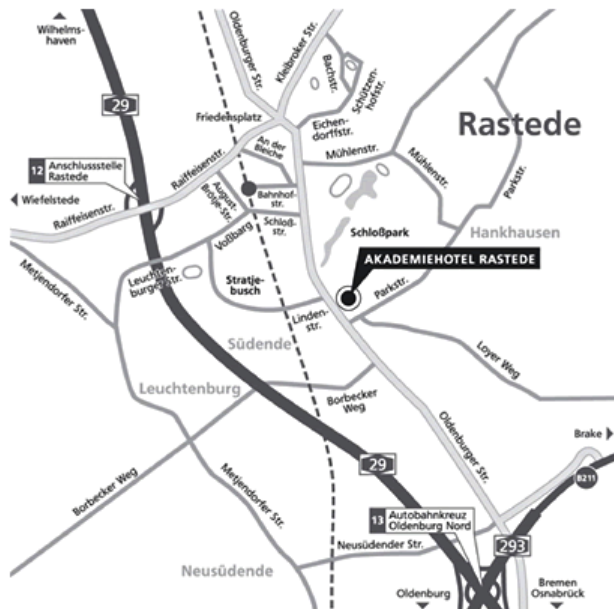 Wilhelms-
haven
Oldenburger Str.
Kleibroker Str.
Bachstr.
Schützen-
hofstr.
29
Friedensplatz
Eichen-
dorffstr.
Rastede
An der
Bleiche
Mühlenstr.
Mühlenstr.
Parkstr.
12
Anschlussstelle
Rastede
Raiffeisenstr.
Wiefelstede
Raiffeisenstr.
August-
Brötje-Str.
Bahnhof-
str.
Schloß-
str.
Voßbarg
Schloßpark
Hankhausen
AKADEMIEHOTEL RASTEDE
Metjendorfer Str.
Leuchten-
burger Str.
Stratje-
busch
Parkstr.
Linden-
str.
Südende
Loyer Weg
Leuchtenburg
Borbecker
Weg
Oldenburger Str.
Brake
29
B211
Borbecker Weg
Metjendorfer Str.
13
Autobahnkreuz
Oldenburg Nord
Neusüdender Str.
293
Neusüdende
Oldenburg
Bremen
Osnabrück